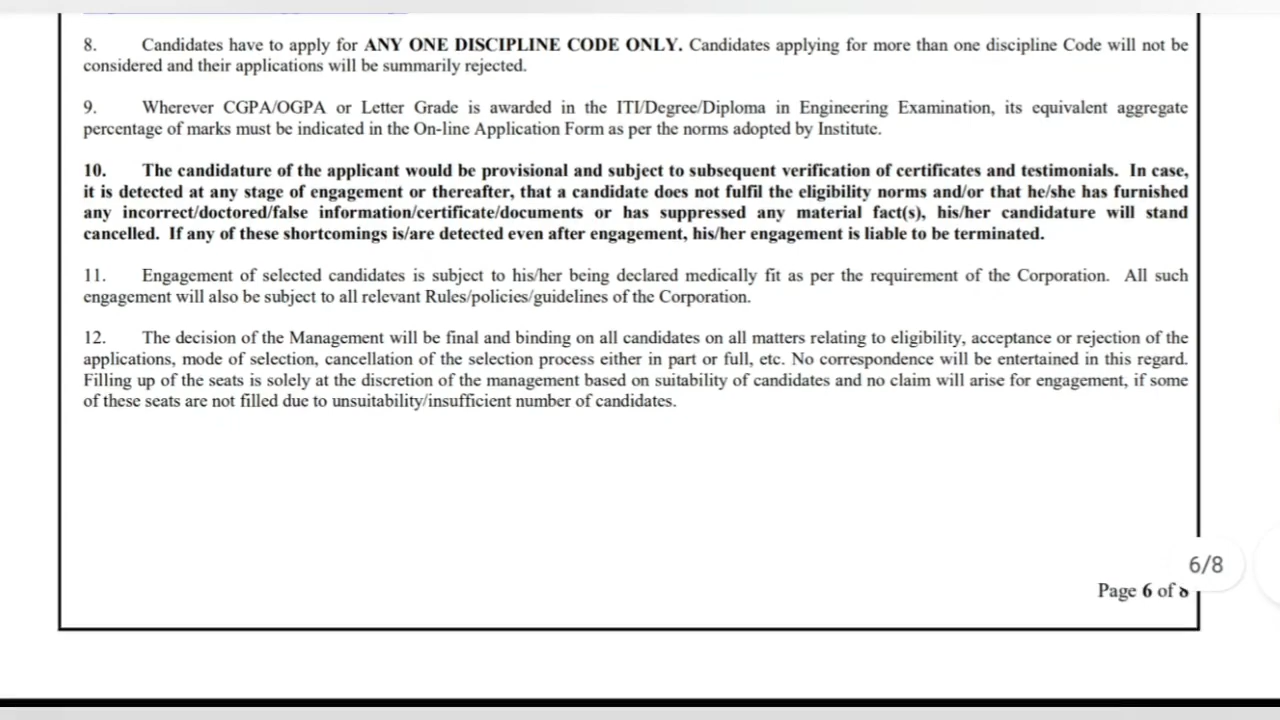 8. Candidates have to apply for ANY ONE DISCIPLINE CODE ONLY. Candidates applying for more than one discipline Code will not be
considered and their applications will be summarily rejected.
9. Wherever CGPA/OGPA or Letter Grade is awarded in the ITI/Degree/Diploma in Engineering Examination, its equivalent aggregate
percentage of marks must be indicated in the On-line Application Form as per the norms adopted by Institute.
10. The candidature of the applicant would be provisional and subject to subsequent verification of certificates and testimonials. In case,
it is detected at any stage of engagement or thereafter, that a candidate does not fulfil the eligibility norms and/or that he/she has furnished
any incorrect/doctored/false information/certificate/documents or has suppressed any material fact(s), his/her candidature will stand
cancelled. If any of these shortcomings is/are detected even after engagement, his/her engagement is liable to be terminated.
11. Engagement of selected candidates is subject to his/her being declared medically fit as per the requirement of the Corporation. All such
engagement will also be subject to all relevant Rules/policies/guidelines of the Corporation.
12. The decision of the Management will be final and binding on all candidates on all matters relating to eligibility, acceptance or rejection of the
applications, mode of selection, cancellation of the selection process either in part or full, etc. No correspondence will be entertained in this regard.
Filling up of the seats is solely at the discretion of the management based on suitability of candidates and no claim will arise for engagement, if some
of these seats are not filled due to unsuitability/insufficient number of candidates.
6/8
Page 6 of 8